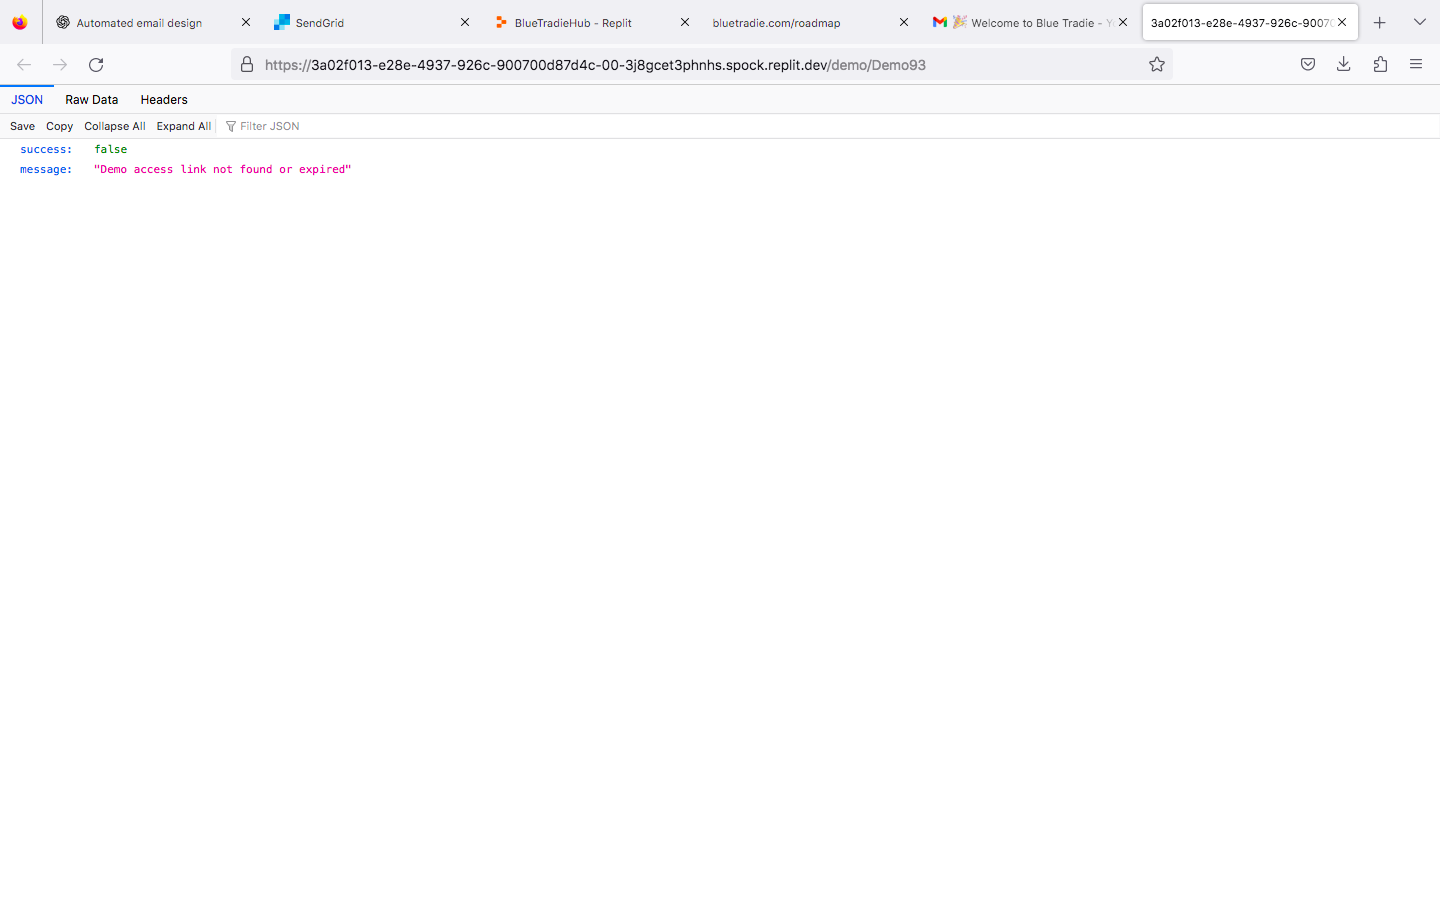 Automated email design
SendGrid
BlueTradieHub - Replit
bluetradie.com/roadmap
Welcome to Blue Tradie - Yo
3a02f013-e28e-4937-926c-90070
https://3a02f013-e28e-4937-926c-900700d87d4c-00-3j8gcet3phnhs.spock.replit.dev/demo/Demo93
JSON Raw Data Headers
Save Copy Collapse All Expand All Filter JSON
success: false
message: "Demo access link not found or expired"